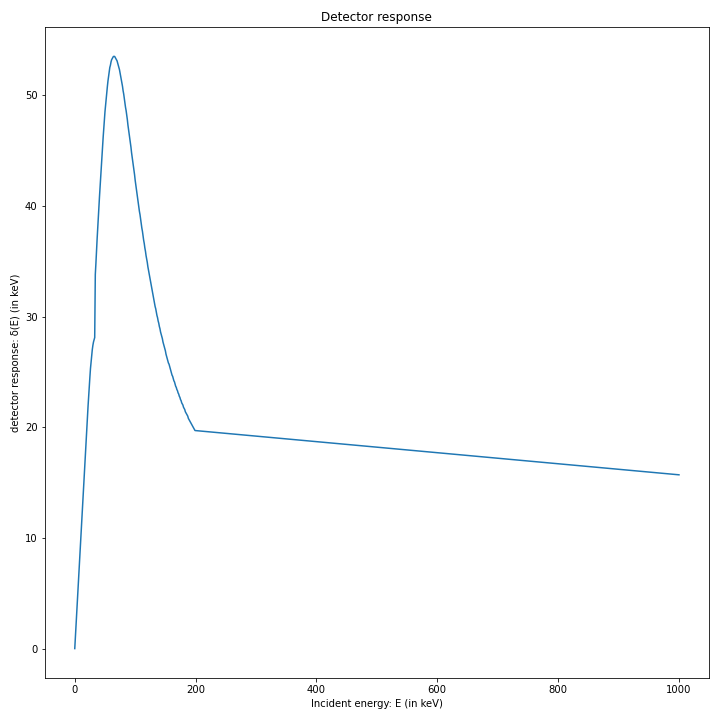 Detector response
detector response: δ(E) (in keV)
50
40
30
20
10
0
0 200 400 600 800 1000
Incident energy: E (in keV)